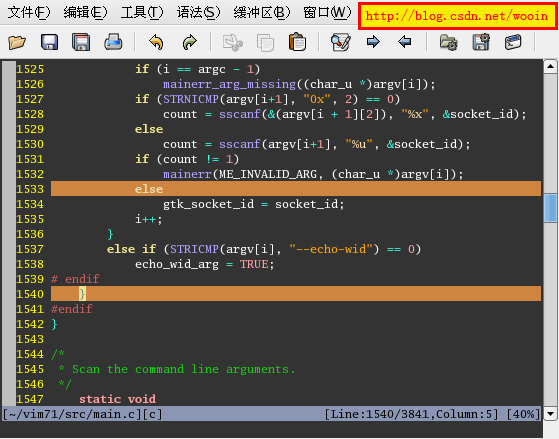 文件(F) 编辑(E) 工具(T) 语法(S) 缓冲区(B) 窗口(W) http://blog.csdn.net/wooin
1525 if (i == argc - 1)
1526 mainerr_arg_missing((char_u *)argv[i]);
1527 if (STRNICMP(argv[i+1], "0x", 2) == 0)
1528 count = sscanf(&(argv[i + 1][2]), "%x", &socket_id);
1529 else
1530 count = sscanf(argv[i+1], "%u", &socket_id);
1531 if (count != 1)
1532 mainerr(ME_INVALID_ARG, (char_u *)argv[i]);
1533 else
1534 gtk_socket_id = socket_id;
1535 i++;
1536 }
1537 else if (STRICMP(argv[i], "--echo-wid") == 0)
1538 echo_wid_arg = TRUE;
1539 # endif
1540 }
1541 #endif
1542 }
1543
1544 /*
1545 * Scan the command line arguments.
1546 */
1547 static void
[~/vim71/src/main.c][c] [Line:1540/3841,Column:5] [40%]